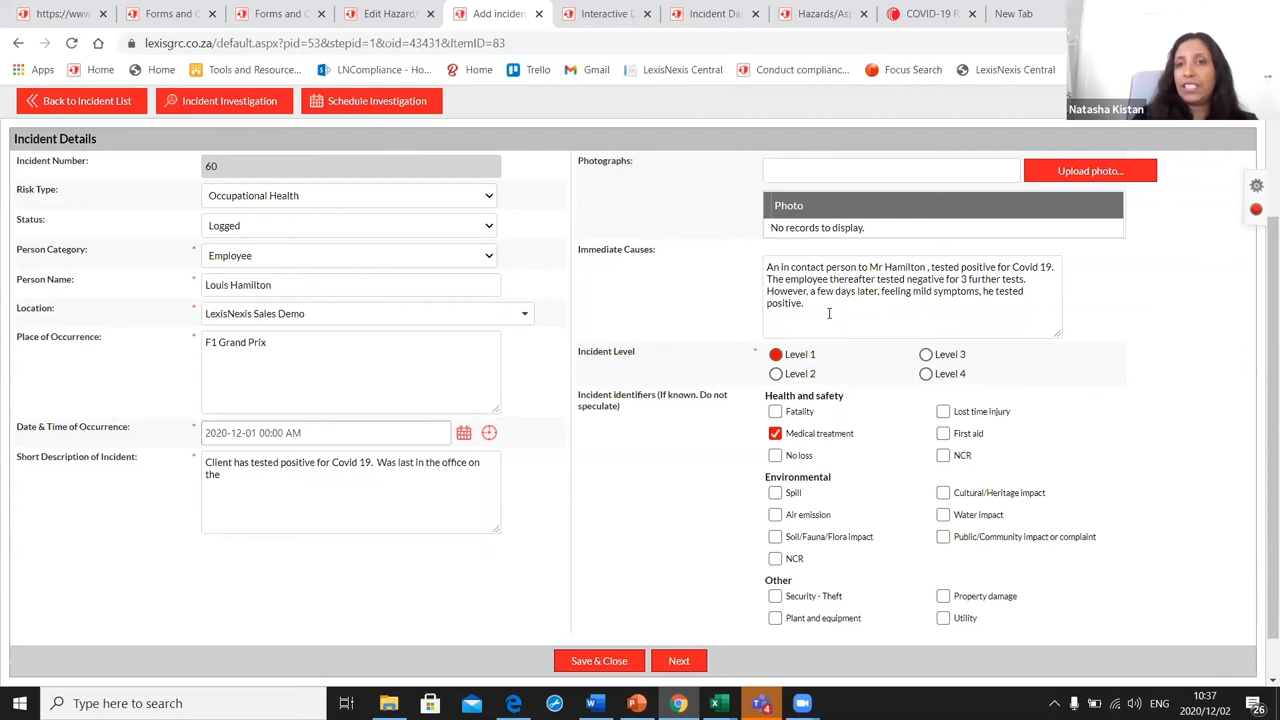 https://www
Forms and C
Forms and C
Edit Hazard/
Add inciden
Interactive D
Incident Da
Hazards/Asp
COVID-19 R
New Tab
lexisgrc.co.za/default.aspx?pid=53&stepid=1&oid=43431&ItemID=83
Apps
Home
Home
Tools and Resource...
LNCompliance - Ho...
Home
Trello
Gmail
LexisNexis Central
Conduct complianc...
Focus Search
LexisNexis Central
Natasha Kistan
Back to Incident List
Incident Investigation
Schedule Investigation
Incident Details
Incident Number:
60
Risk Type:
Occupational Health
Status:
Logged
Person Category:
*
Employee
Person Name:
*
Louis Hamilton
Location:
*
LexisNexis Sales Demo
Place of Occurrence:
*
F1 Grand Prix
Date & Time of Occurrence:
*
2020-12-01 00:00 AM
Short Description of Incident:
*
Client has tested positive for Covid 19. Was last in the office on
the
Photographs:
Upload photo...
Photo
No records to display.
Immediate Causes:
An in contact person to Mr Hamilton , tested positive for Covid 19.
The employee thereafter tested negative for 3 further tests.
However, a few days later, feeling mild symptoms, he tested
positive.
Incident Level
*
Level 1
Level 3
Level 2
Level 4
Incident identifiers (If known. Do not
speculate)
Health and safety
Fatality
Lost time injury
Medical treatment
First aid
No loss
NCR
Environmental
Spill
Cultural/Heritage impact
Air emission
Water impact
Soil/Fauna/Flora impact
Public/Community impact or complaint
NCR
Other
Security - Theft
Property damage
Plant and equipment
Utility
Save & Close
Next
Type here to search
4
ENG
10:37
2020/12/02
26